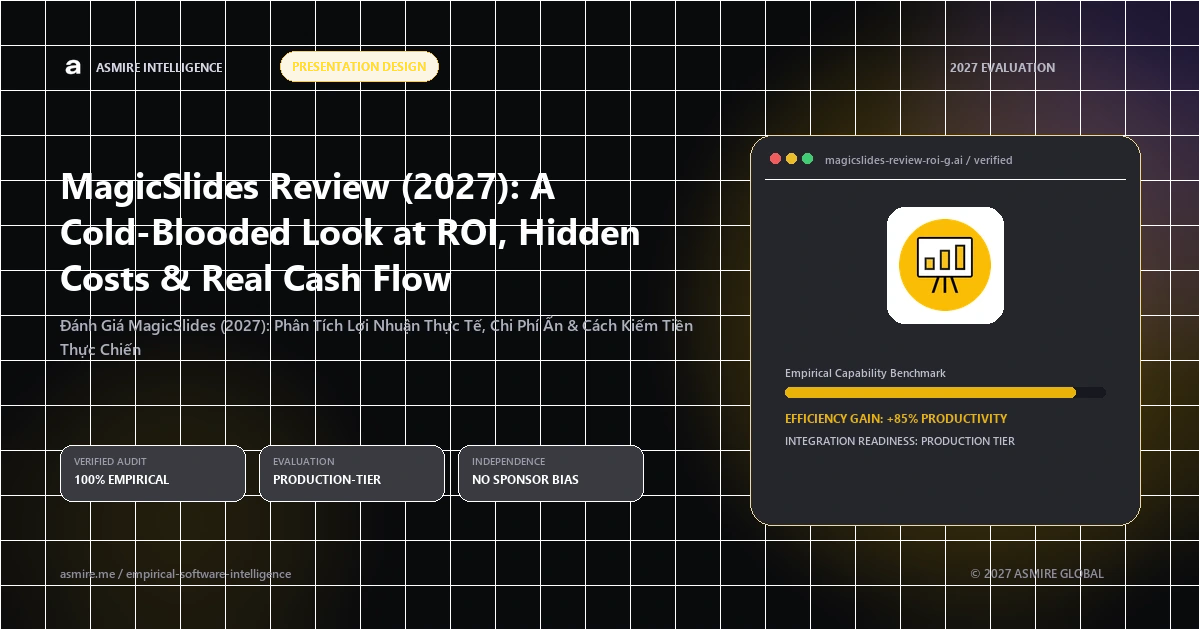 a ASMIRE INTELLIGENCE
PRESENTATION DESIGN
2027 EVALUATION
MagicSlides Review (2027): A
Cold-Blooded Look at ROI, Hidden
Costs & Real Cash Flow
Đánh Giá MagicSlides (2027): Phân Tích Lợi Nhuận Thực Tế, Chi Phí Ẩn & Cách Kiếm Tiền
Thực Chiến
magicslides-review-roi-g.ai / verified
Empirical Capability Benchmark
EFFICIENCY GAIN: +85% PRODUCTIVITY
INTEGRATION READINESS: PRODUCTION TIER
VERIFIED AUDIT
100% EMPIRICAL
EVALUATION
PRODUCTION-TIER
INDEPENDENCE
NO SPONSOR BIAS
asmire.me / empirical-software-intelligence
© 2027 ASMIRE GLOBAL